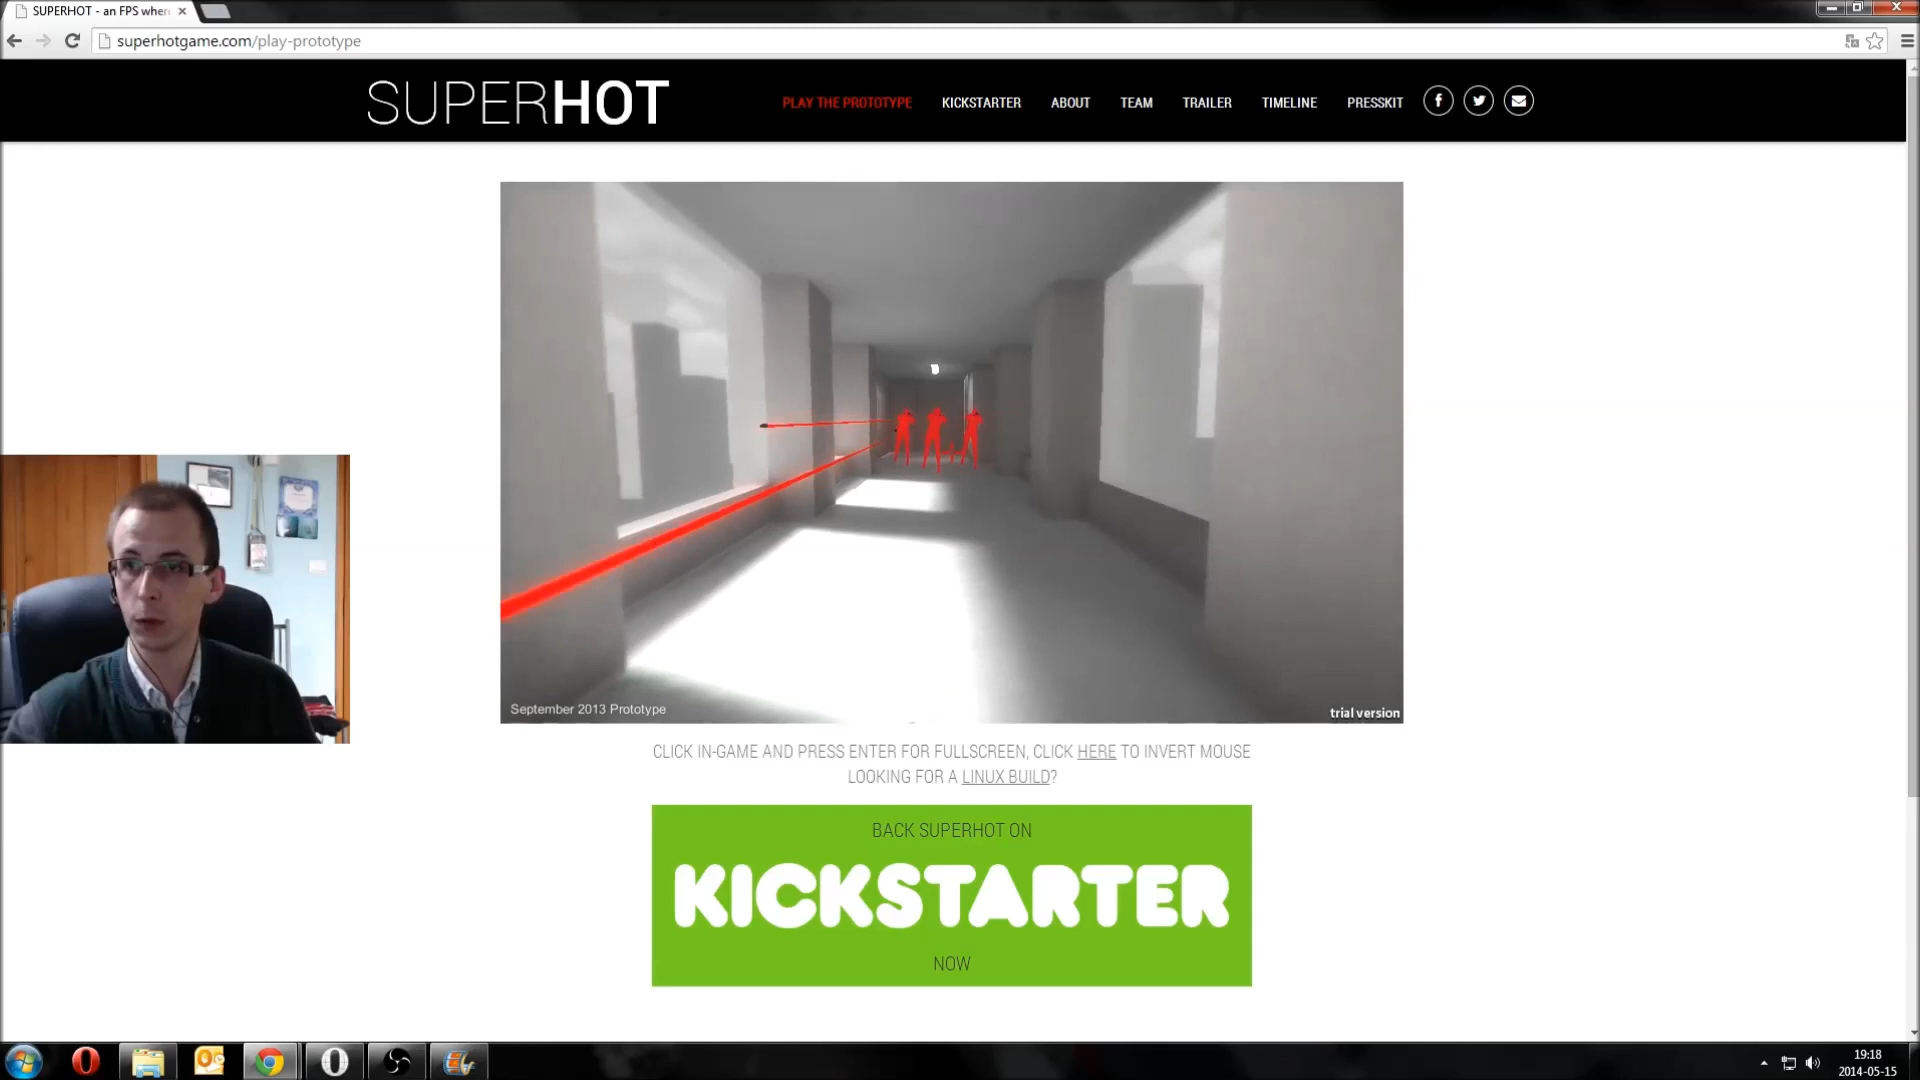 SUPERHOT - an FPS wher
superhotgame.com/play-prototype
SUPERHOT
PLAY THE PROTOTYPE
KICKSTARTER
ABOUT
TEAM
TRAILER
TIMELINE
PRESSKIT
September 2013 Prototype
trial version
CLICK IN-GAME AND PRESS ENTER FOR FULLSCREEN, CLICK HERE TO INVERT MOUSE
LOOKING FOR A LINUX BUILD?
BACK SUPERHOT ON
KICKSTARTER
NOW
19:18
2014-05-15